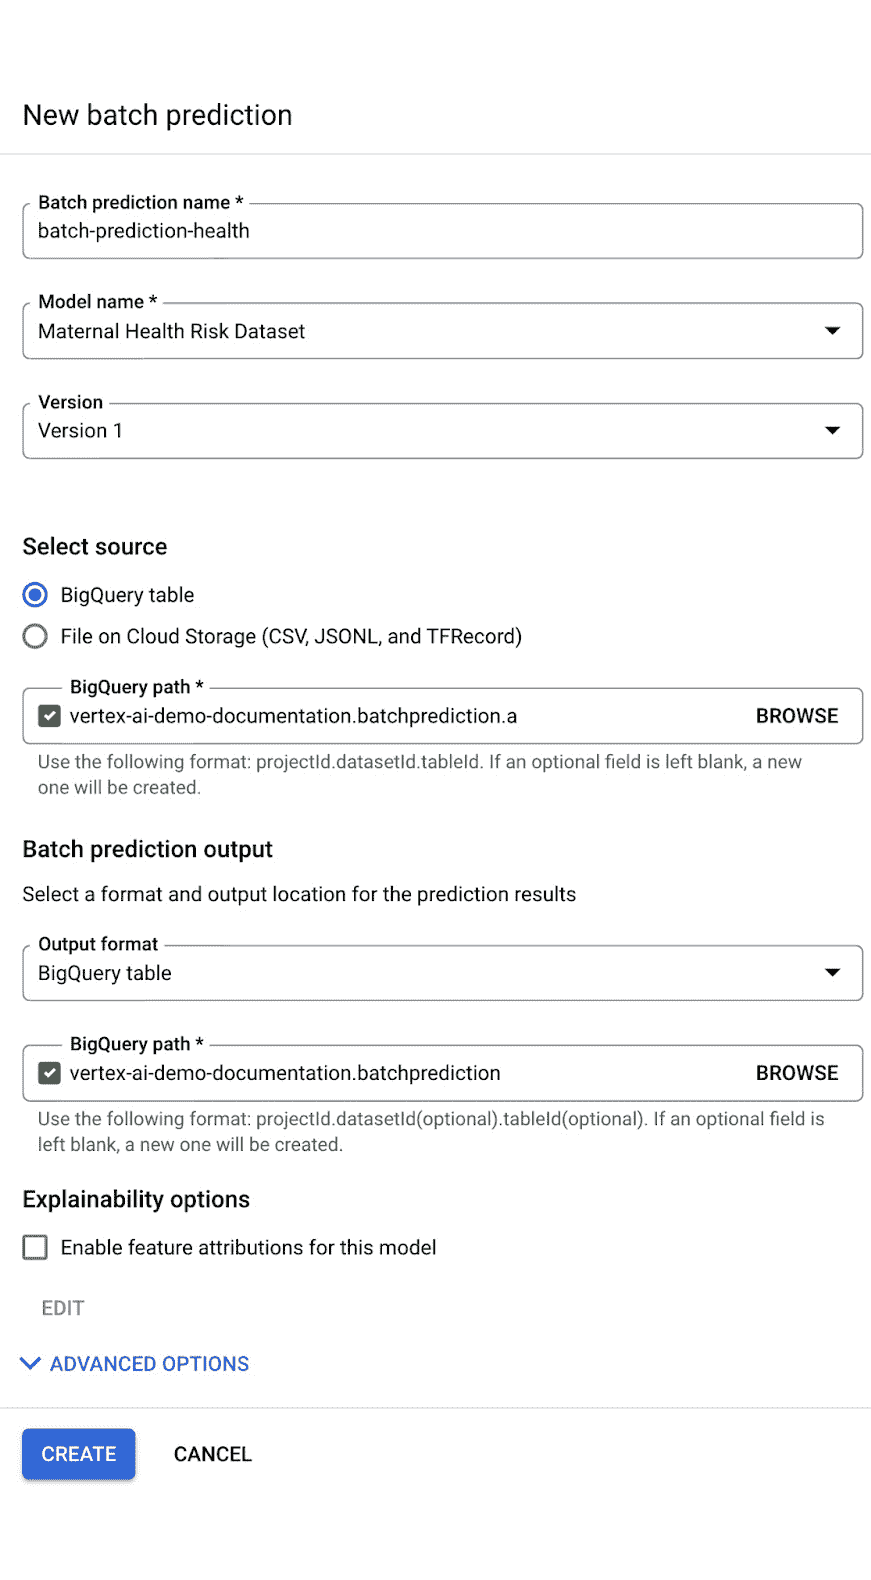 New batch prediction
Batch prediction name *
batch-prediction-health
Model name *
Maternal Health Risk Dataset
Version
Version 1
Select source
BigQuery table
File on Cloud Storage (CSV, JSONL, and TFRecord)
BigQuery path *
vertex-ai-demo-documentation.batchprediction.a
BROWSE
Use the following format: projectId.datasetId.tableId. If an optional field is left blank, a new
one will be created.
Batch prediction output
Select a format and output location for the prediction results
Output format
BigQuery table
BigQuery path *
vertex-ai-demo-documentation.batchprediction
BROWSE
Use the following format: projectId.datasetId(optional).tableId(optional). If an optional field is
left blank, a new one will be created.
Explainability options
Enable feature attributions for this model
EDIT
ADVANCED OPTIONS
CREATE
CANCEL